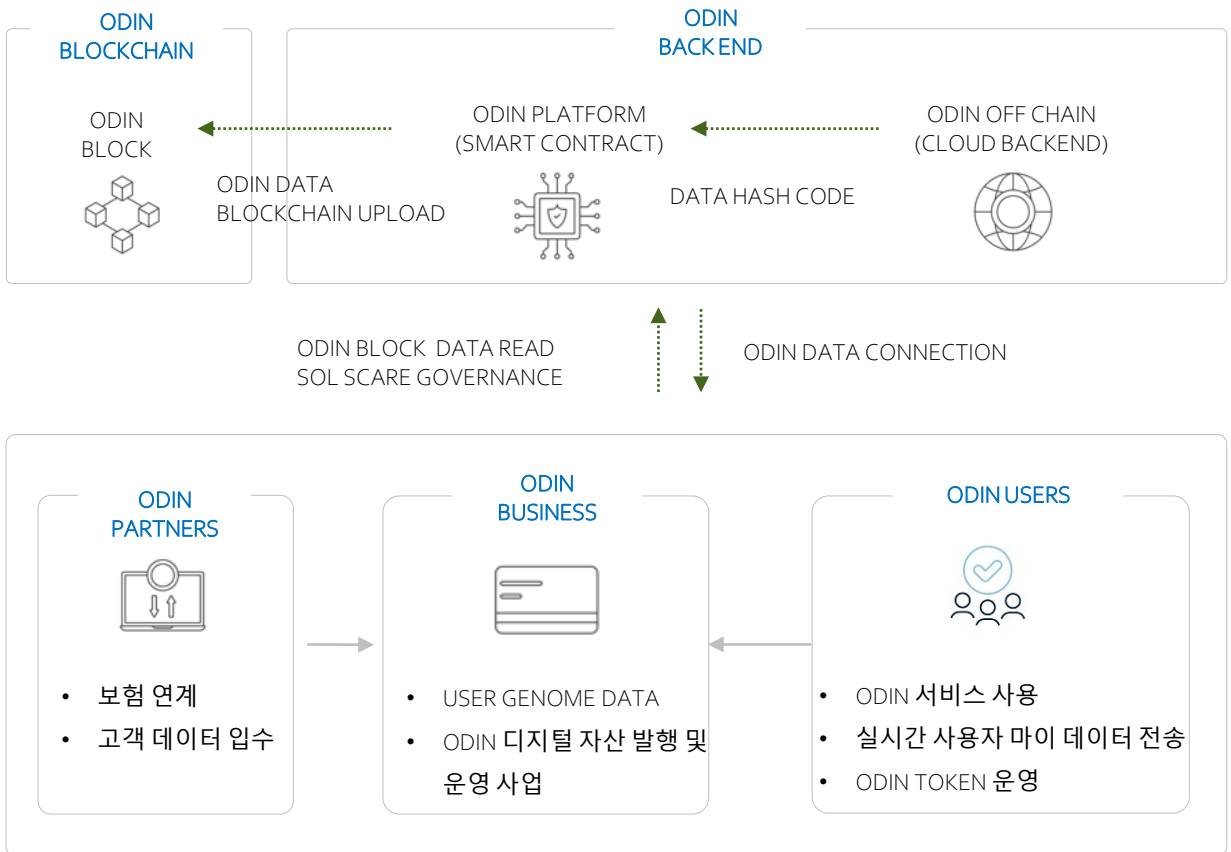 ODIN
BLOCKCHAIN
ODIN
BACK END
ODIN
BLOCK
ODIN PLATFORM
(SMART CONTRACT)
ODIN OFF CHAIN
(CLOUD BACKEND)
ODIN DATA
BLOCKCHAIN UPLOAD
DATA HASH CODE
ODIN BLOCK DATA READ
SOL SCARE GOVERNANCE
ODIN DATA CONNECTION
ODIN
PARTNERS
• 보험 연계
• 고객 데이터 입수
ODIN
BUSINESS
• USER GENOME DATA
• ODIN 디지털 자산 발행 및
운영 사업
ODIN USERS
• ODIN 서비스 사용
• 실시간 사용자 마이 데이터 전송
• ODIN TOKEN 운영